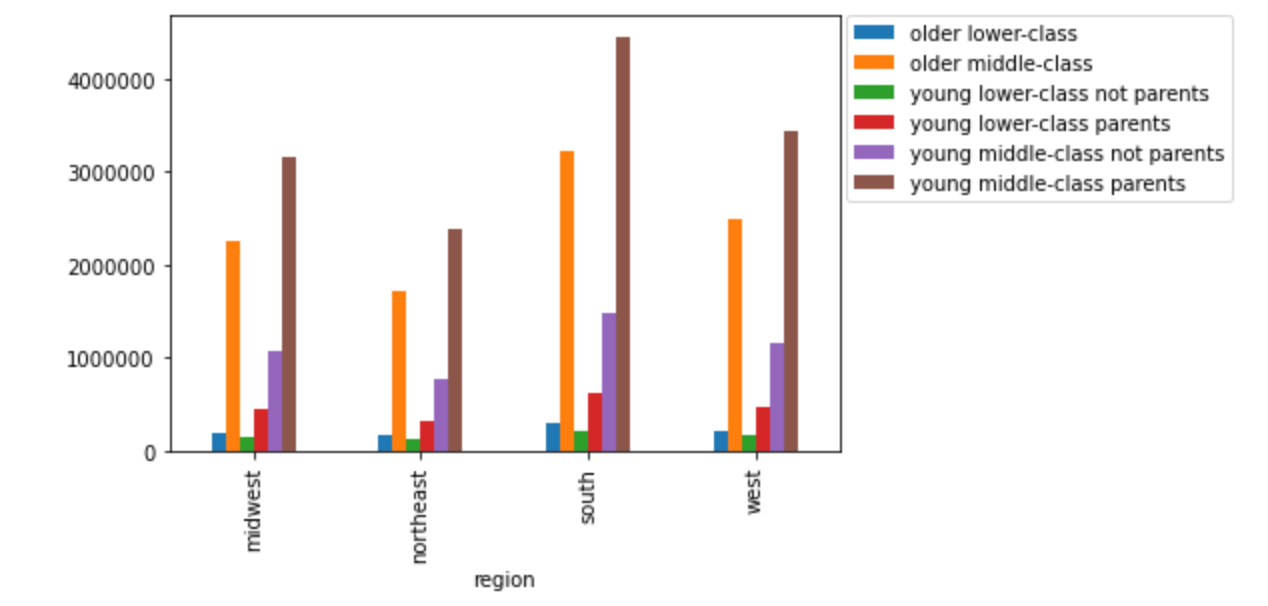 4000000
3000000
2000000
1000000
0
midwest
northeast
south
west
region
older lower-class
older middle-class
young lower-class not parents
young lower-class parents
young middle-class not parents
young middle-class parents